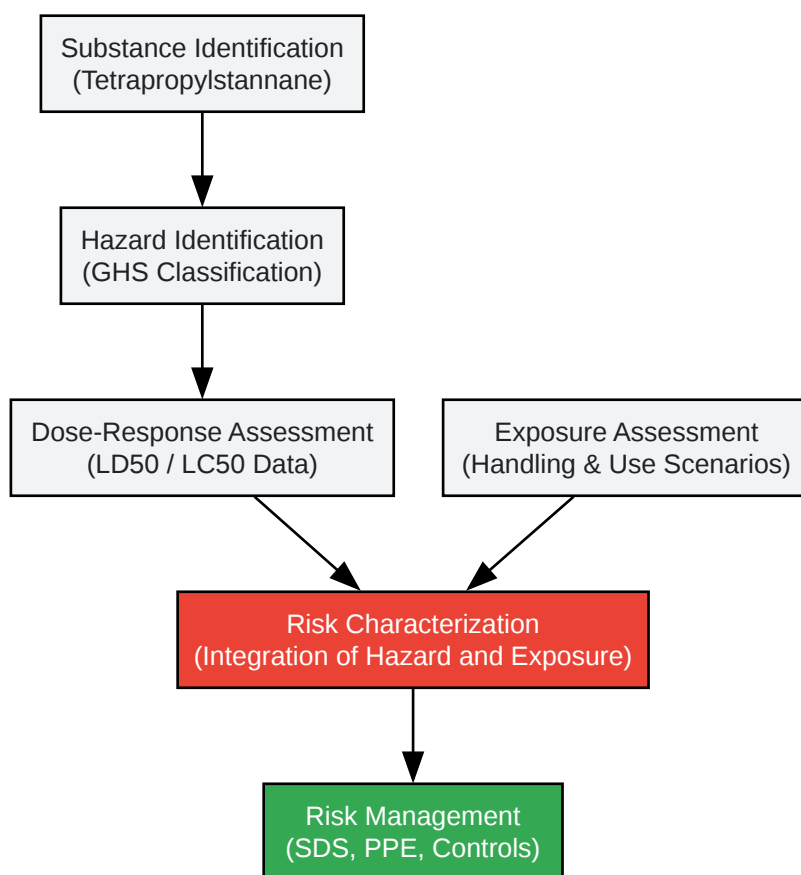 Substance Identification
(Tetrapropylstannane)
Hazard Identification
(GHS Classification)
Dose-Response Assessment
(LD50 / LC50 Data)
Exposure Assessment
(Handling & Use Scenarios)
Risk Characterization
(Integration of Hazard and Exposure)
Risk Management
(SDS, PPE, Controls)